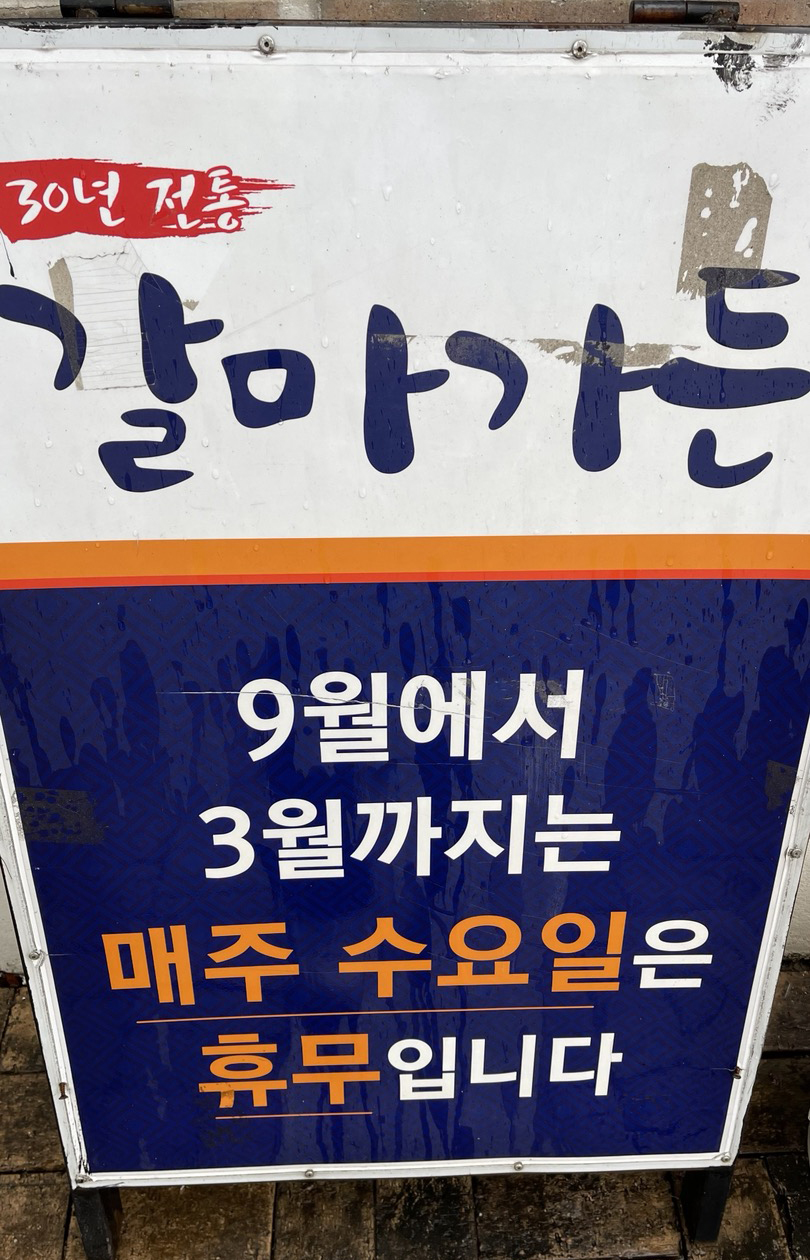 30년 전통
갈마가든
9월에서
3월까지는
매주 수요일은
휴무입니다